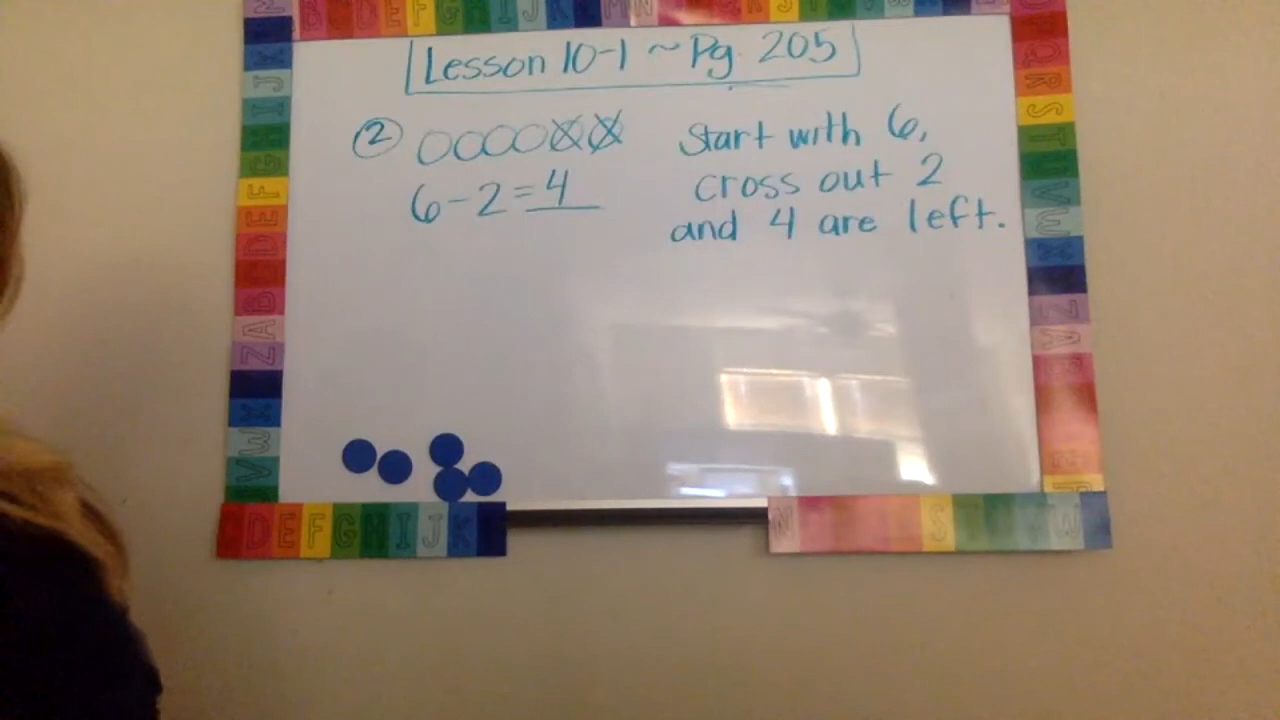 Lesson 10-1 ~ Pg. 205
② Start with 6,
6-2=4 cross out 2
and 4 are left.